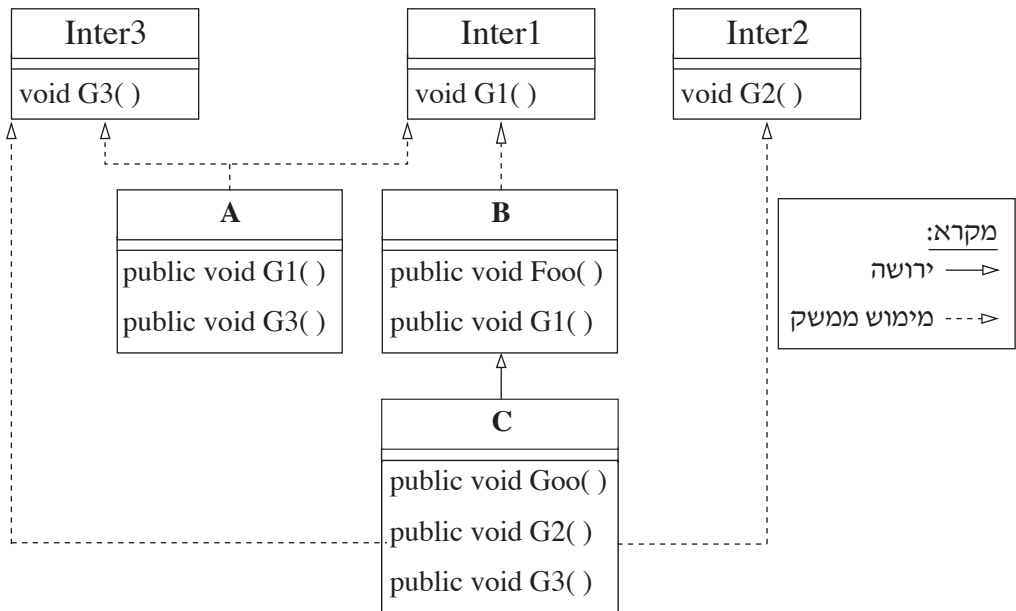 Inter3
void G3( )
Inter1
void G1( )
Inter2
void G2( )
A
public void G1( )
public void G3( )
B
public void Foo( )
public void G1( )
C
public void Goo( )
public void G2( )
public void G3( )
מקרא:
ירושה
מימוש ממשק